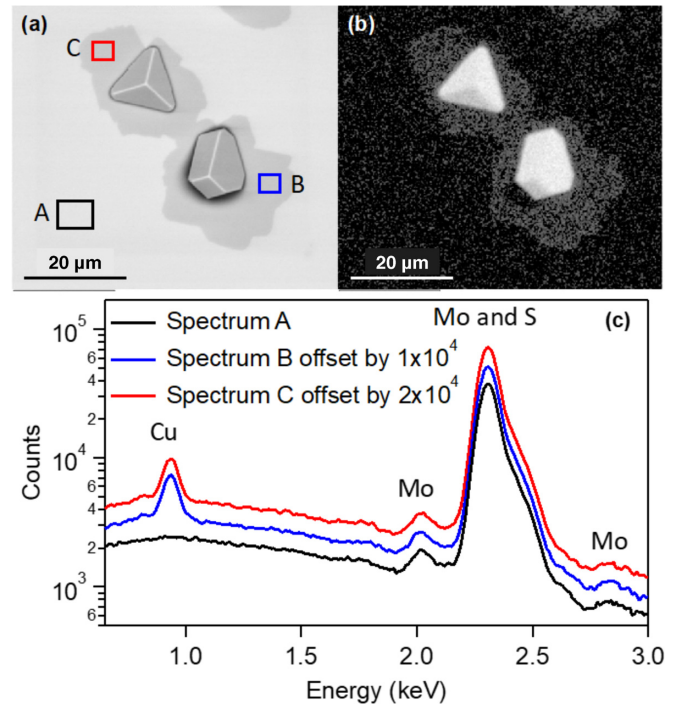 (a)
(b)
C
B
A
20 µm
20 µm
Mo and S
(c)
Spectrum A
Spectrum B offset by 1x10⁴
Spectrum C offset by 2x10⁴
Cu
Mo
Mo
10⁵
6
4
2
10⁴
6
4
2
10³
6
Counts
1.0
1.5
2.0
2.5
3.0
Energy (keV)